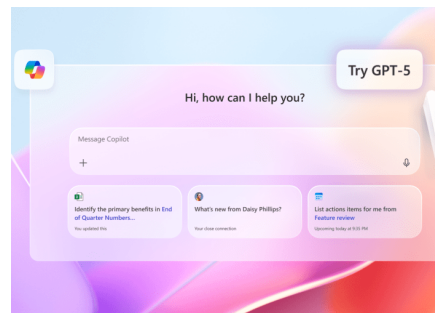 Try GPT-5
Hi, how can I help you?
Message Copilot
Identify the primary benefits in End
of Quarter Numbers...
You updated this
What's new from Daisy Phillips?
Your close connection
List actions items for me from
Feature review
Upcoming today at 9:15 PM